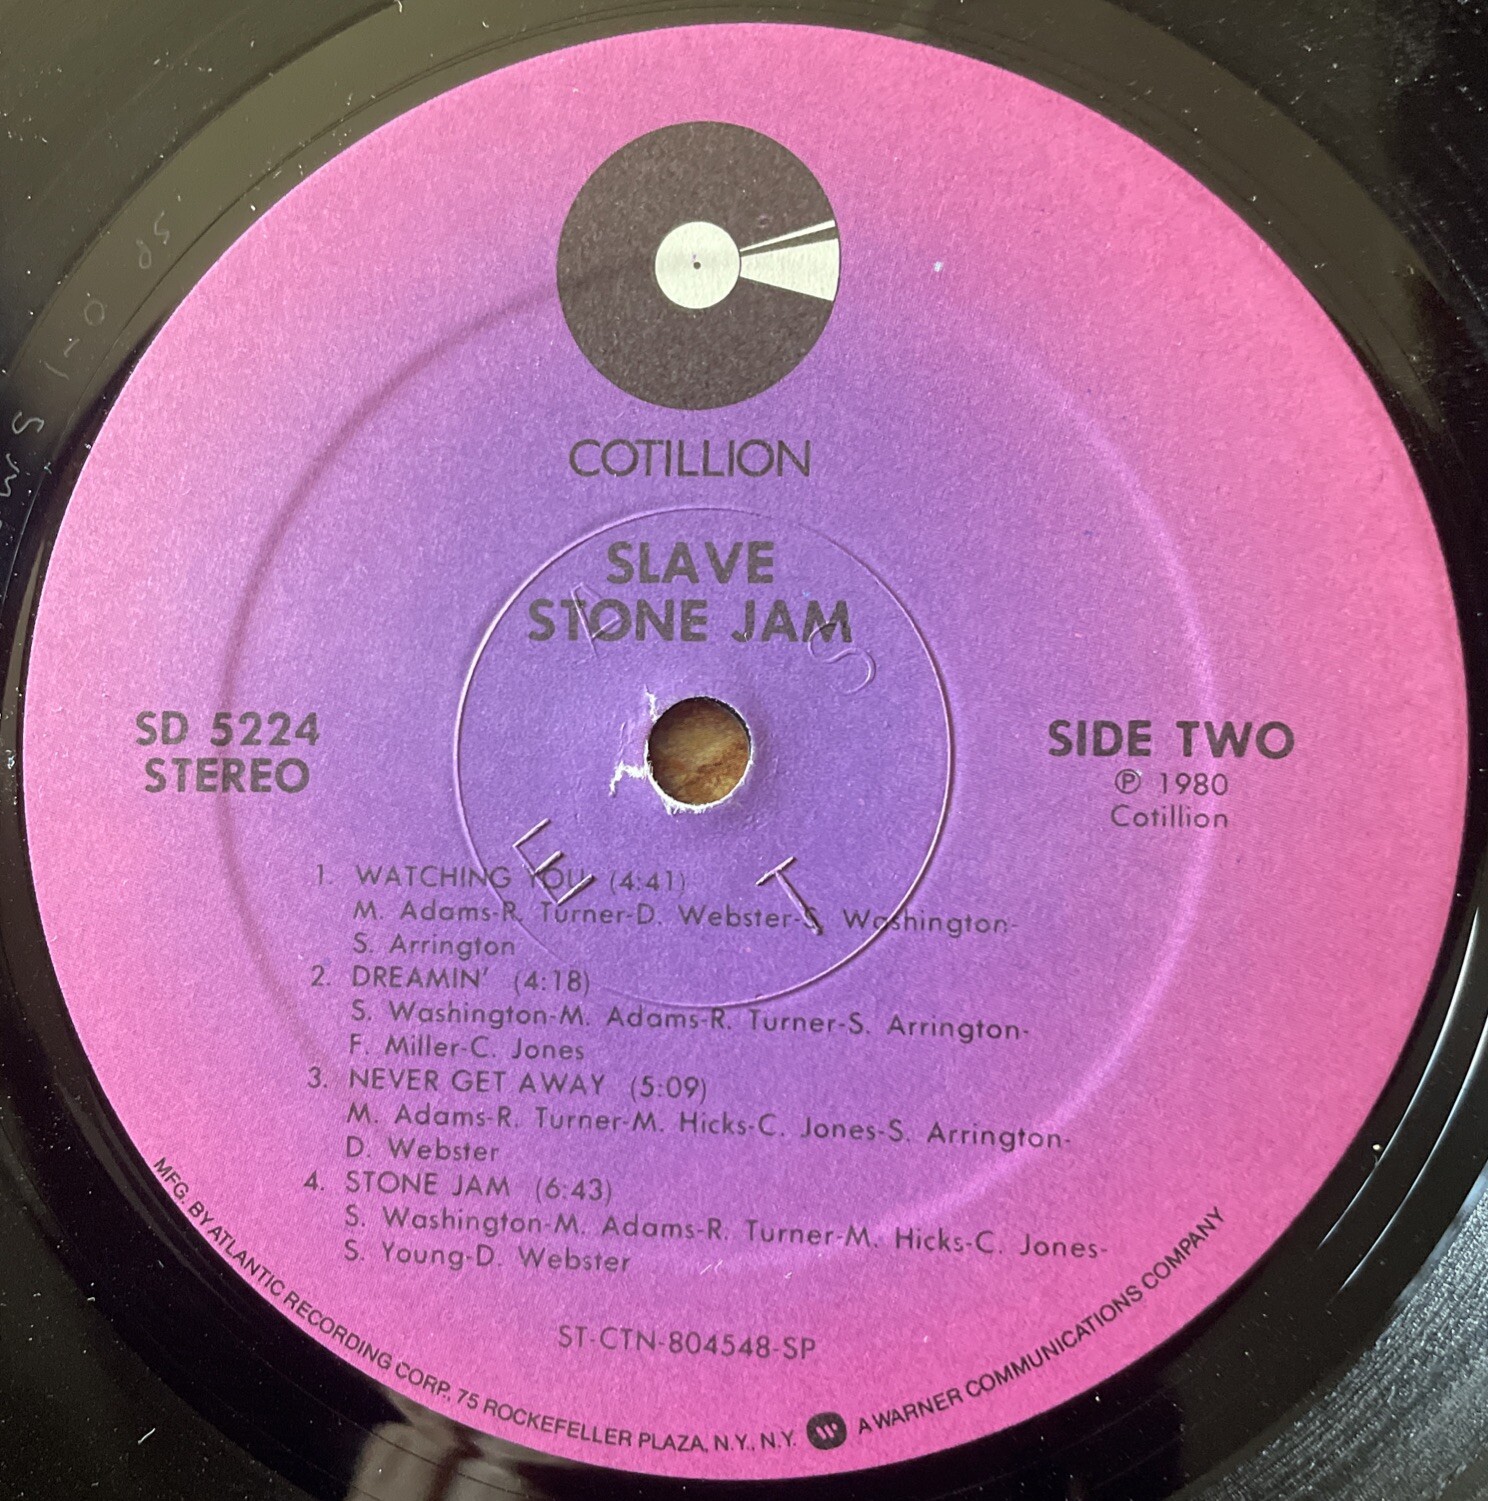 COTILLION
SLAVE
STONE JAM
SD 5224
STEREO
SIDE TWO
℗ 1980
Cotillion
1. WATCHING YOU (4:41)
M. Adams-R. Turner-D. Webster-S. Washington-
S. Arrington
2. DREAMIN' (4:18)
S. Washington-M. Adams-R. Turner-S. Arrington-
F. Miller-C. Jones
3. NEVER GET AWAY (5:09)
M. Adams-R. Turner-M. Hicks-C. Jones-S. Arrington-
D. Webster
4. STONE JAM (6:43)
S. Washington-M. Adams-R. Turner-M. Hicks-C. Jones-
S. Young-D. Webster
ST-CTN-804548-SP
MFG. BY ATLANTIC RECORDING CORP., 75 ROCKEFELLER PLAZA, N.Y., N.Y. A WARNER COMMUNICATIONS COMPANY
E A S T